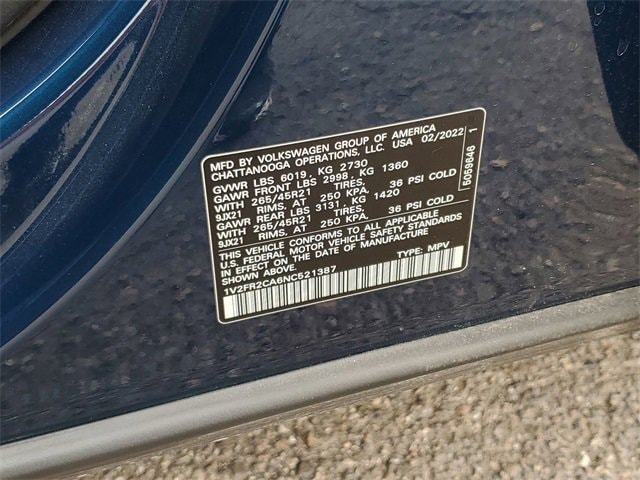 MFD BY VOLKSWAGEN GROUP OF AMERICA
CHATTANOOGA OPERATIONS, LLC. USA 02/2022
GVWR LBS 6019, KG 2730
GAWR FRONT LBS 2998, KG 1360
WITH 265/45R21 TIRES,
9JX21 RIMS, AT 250 KPA, 36 PSI COLD
GAWR REAR LBS 3131, KG 1420
WITH 265/45R21 TIRES,
9JX21 RIMS, AT 250 KPA, 36 PSI COLD
THIS VEHICLE CONFORMS TO ALL APPLICABLE
U.S. FEDERAL MOTOR VEHICLE SAFETY STANDARDS
IN EFFECT ON THE DATE OF MANUFACTURE
SHOWN ABOVE.
1V2FR2CA6NC521387 TYPE: MPV
5059646 1